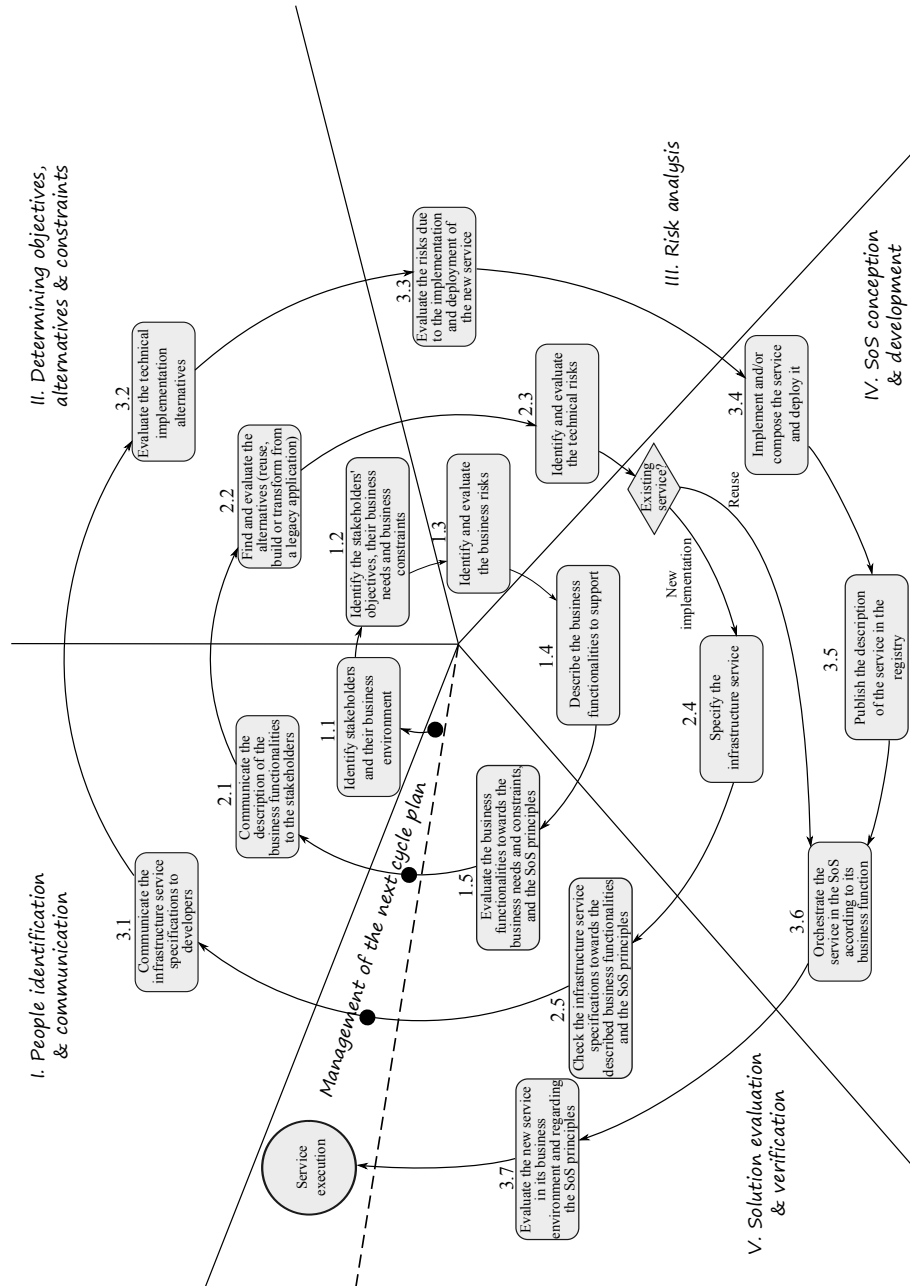 I. People identification
& communication
II. Determining objectives,
alternatives & constraints
III. Risk analysis
IV. SoS conception
& development
V. Solution evaluation
& verification
Management of the next cycle plan
1.1
Identify stakeholders
and their business
environment
1.2
Identify the stakeholders'
objectives, their business
needs and business
constraints
1.3
Identify and evaluate
the business risks
1.4
Describe the business
functionalities to support
1.5
Evaluate the business
functionalities towards the
business needs and constraints,
and the SoS principles
2.1
Communicate the
description of the
business functionalities
to the stakeholders
2.2
Find and evaluate the
alternatives (reuse,
build or transform from
a legacy application)
2.3
Identify and evaluate
the technical risks
Existing
service?
New
implementation
Reuse
2.4
Specify the
infrastructure service
2.5
Check the infrastructure service
specifications towards the
described business functionalities
and the SoS principles
3.1
Communicate the
infrastructure service
specifications to
developers
3.2
Evaluate the technical
implementation
alternatives
3.3
Evaluate the risks due
to the implementation
and deployment of
the new service
3.4
Implement and/or
compose the service
and deploy it
3.5
Publish the description
of the service in the
registry
3.6
Orchestrate the
service in the SoS
according to its
business function
3.7
Evaluate the new service
in its business
environment and regarding
the SoS principles
Service
execution